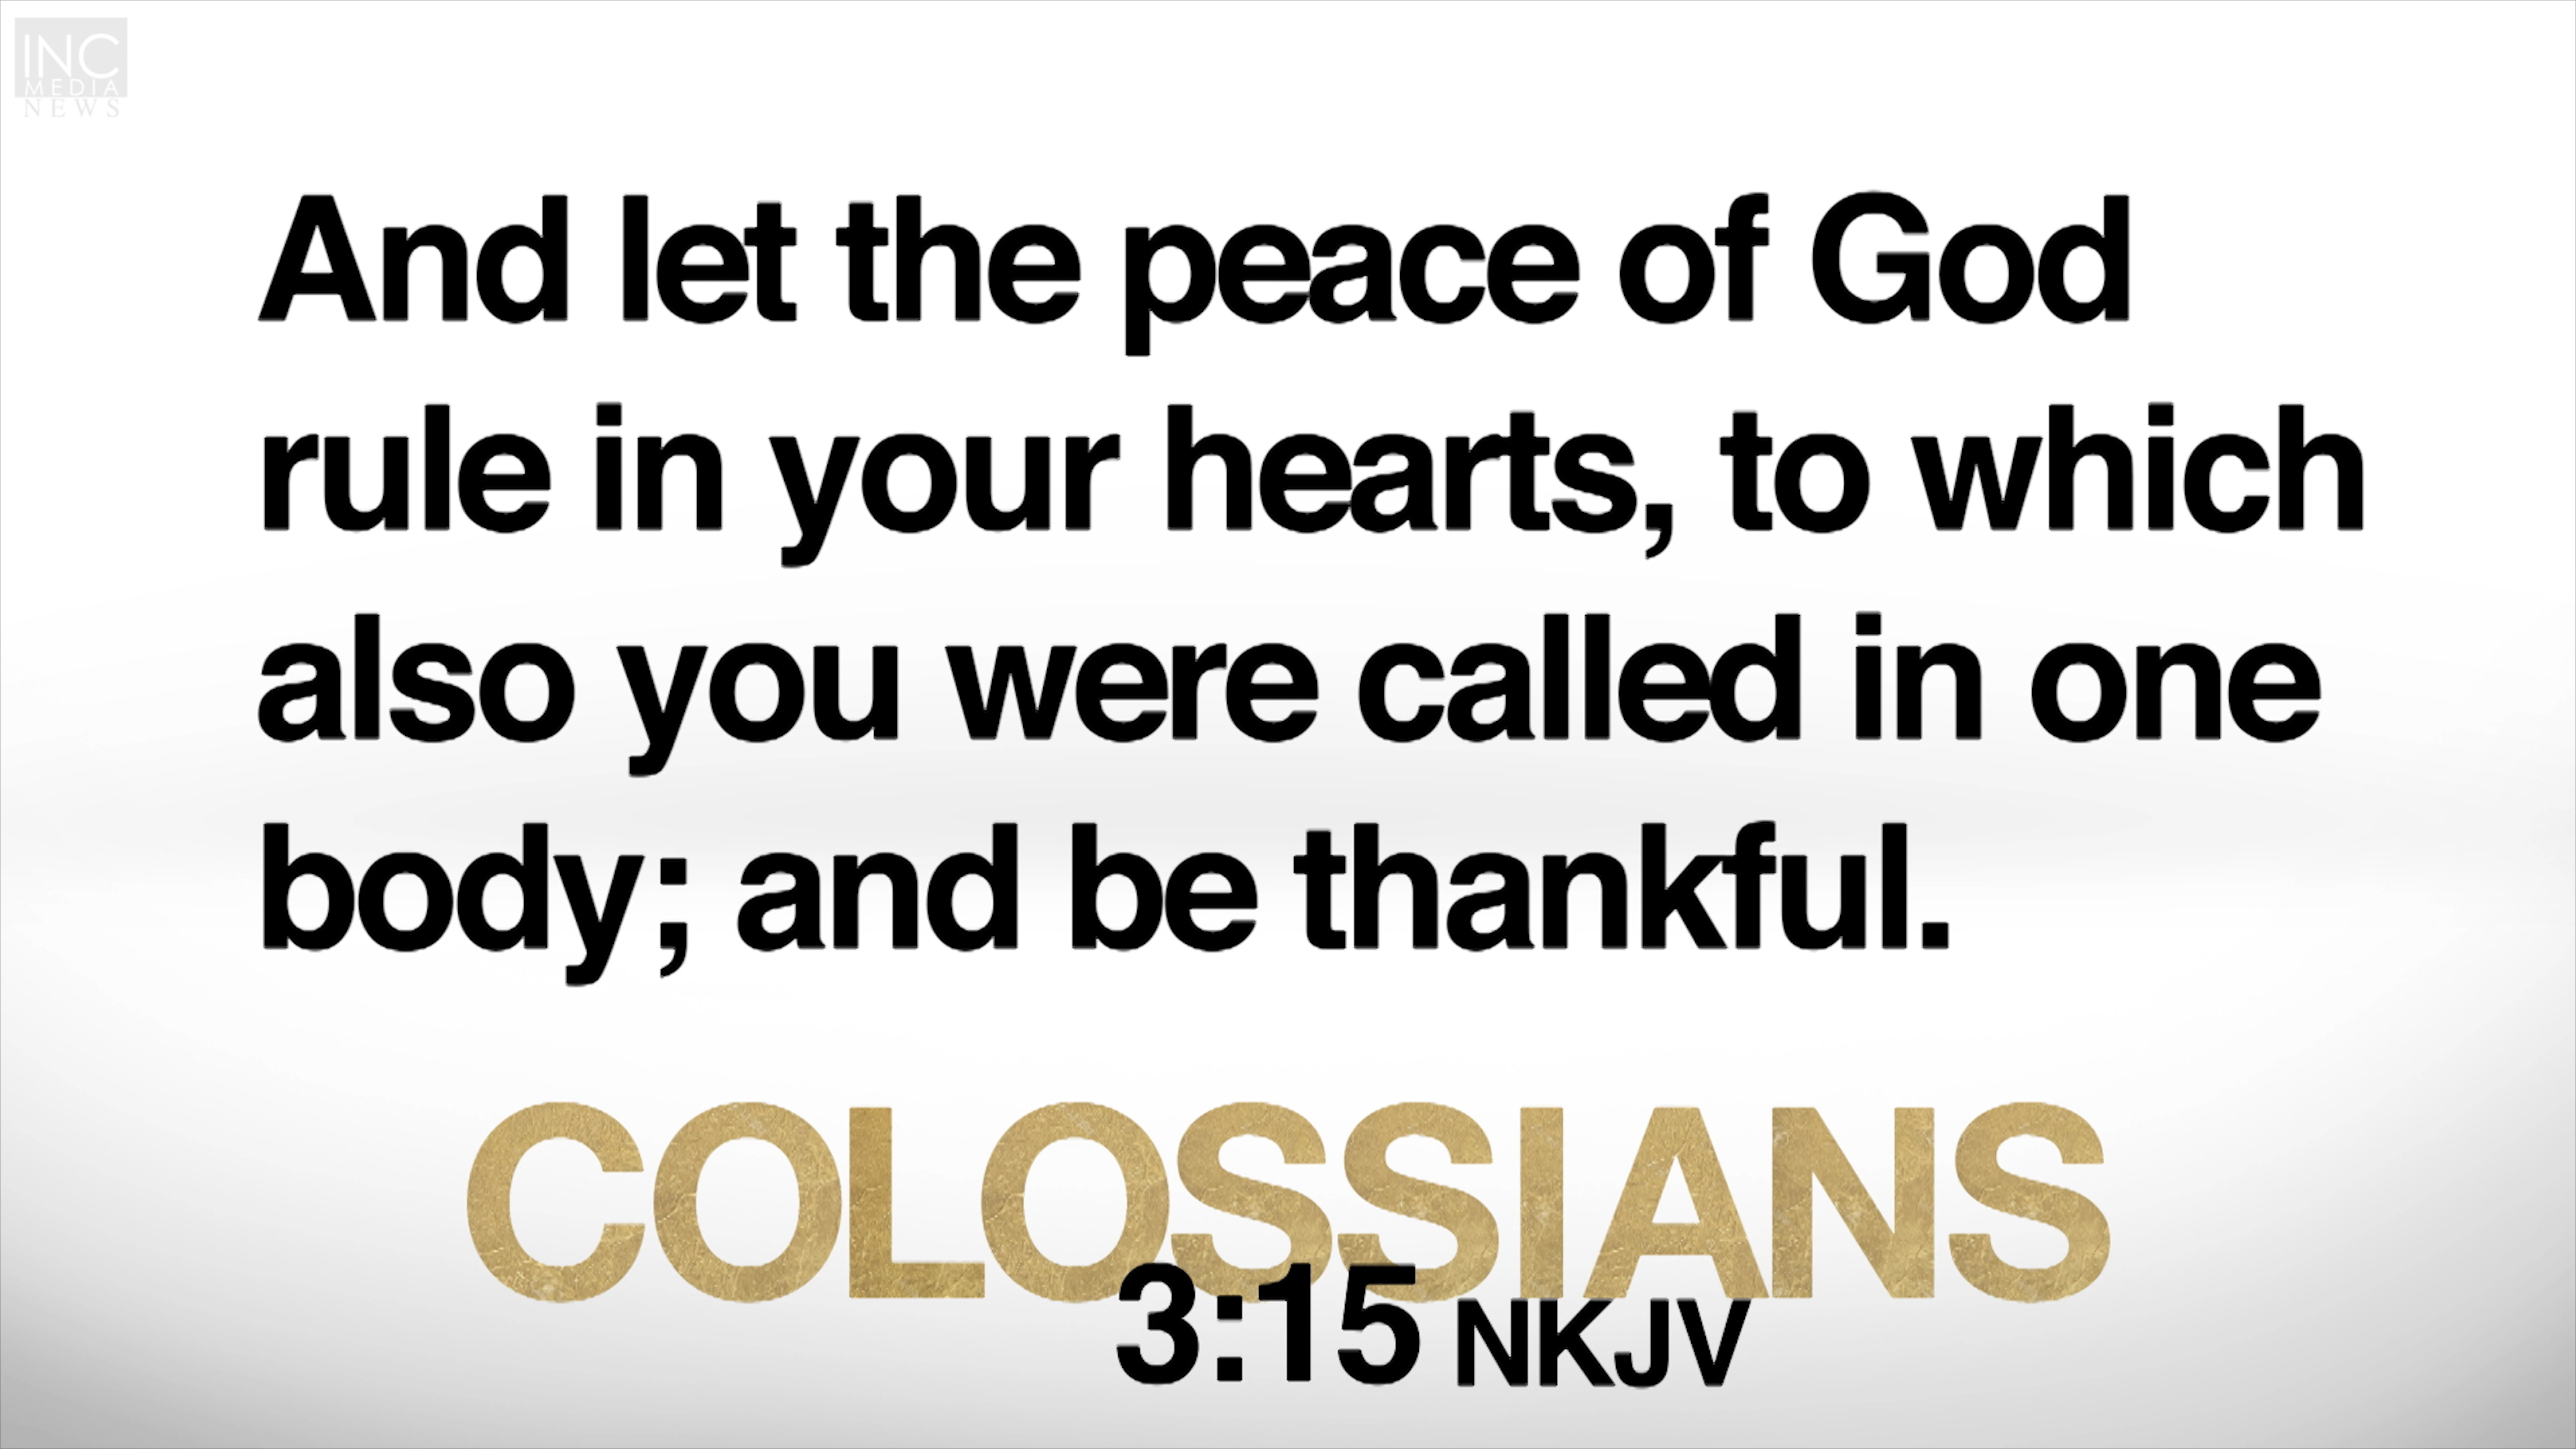 INC
MEDIA
NEWS
And let the peace of God
rule in your hearts, to which
also you were called in one
body; and be thankful.
COLOSSIANS
3:15 NKJV